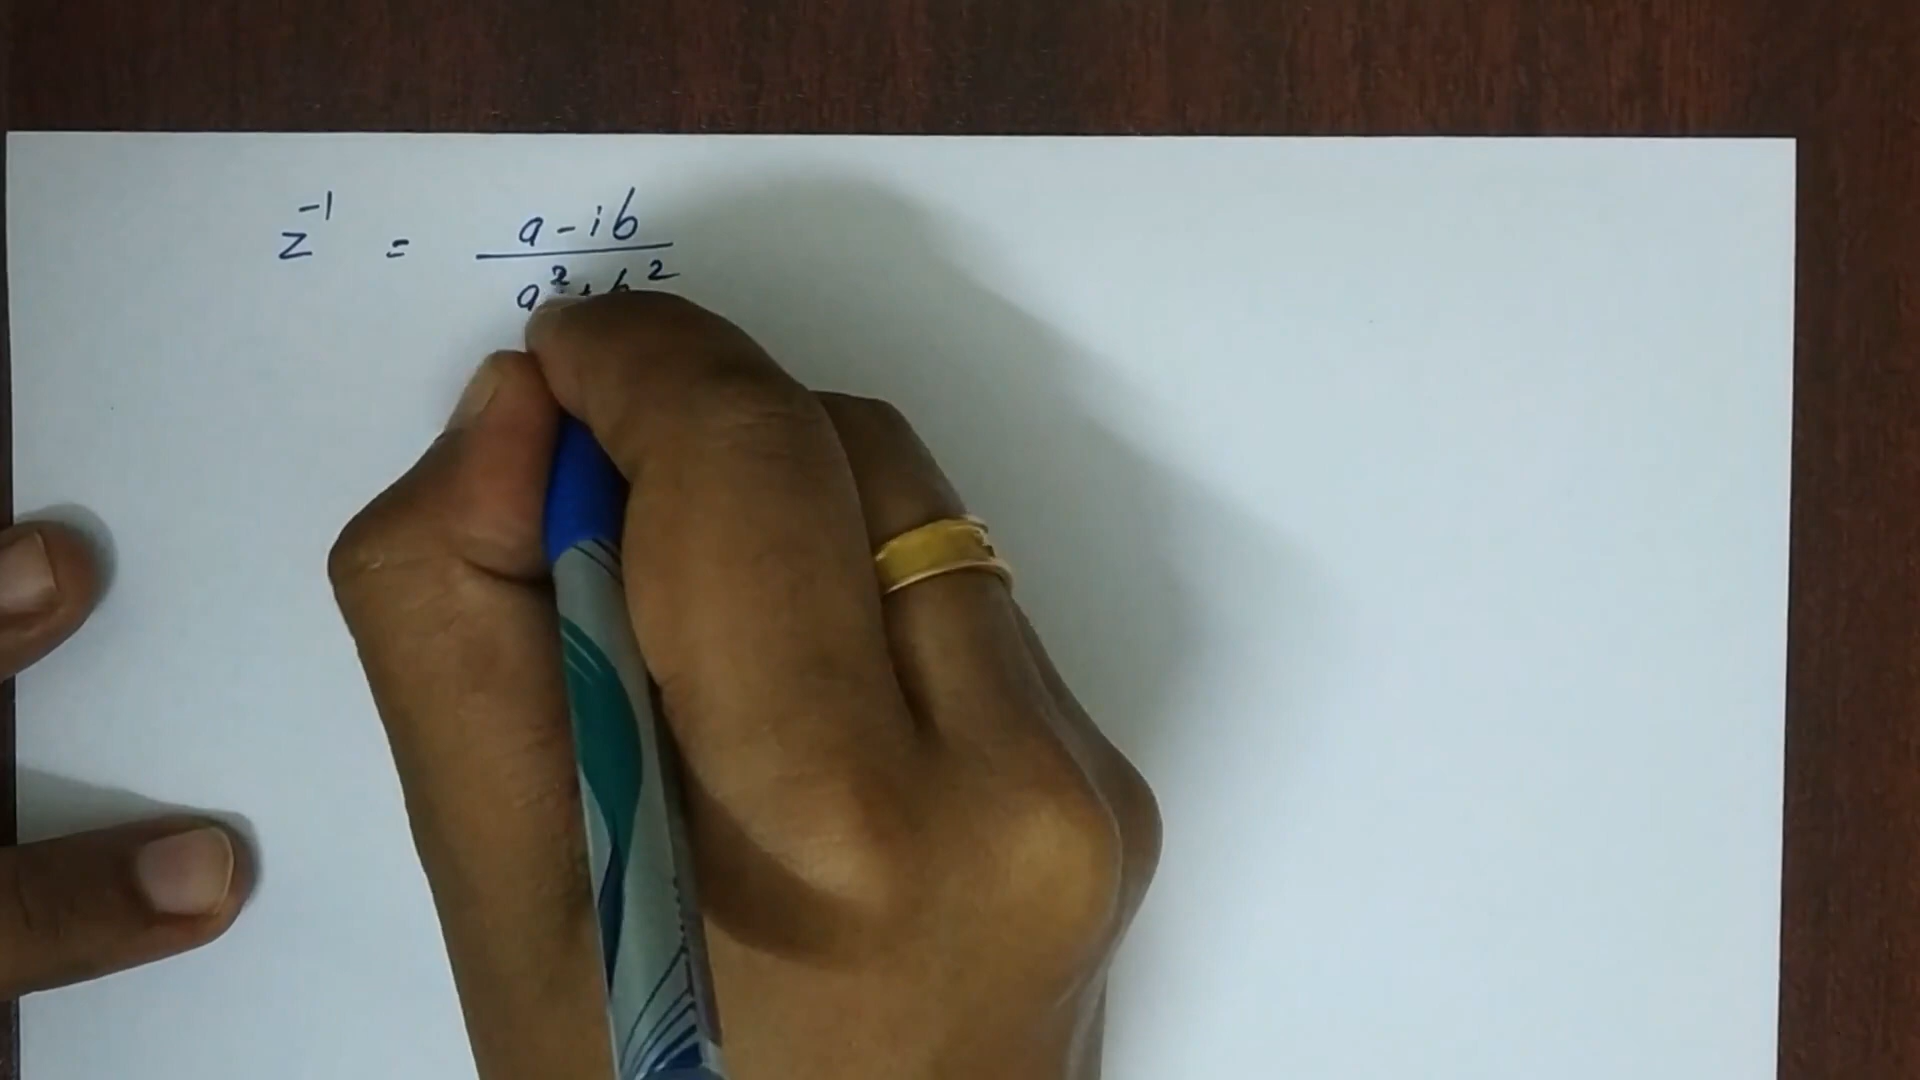 z⁻¹ = (a - ib) / (a² + b²)